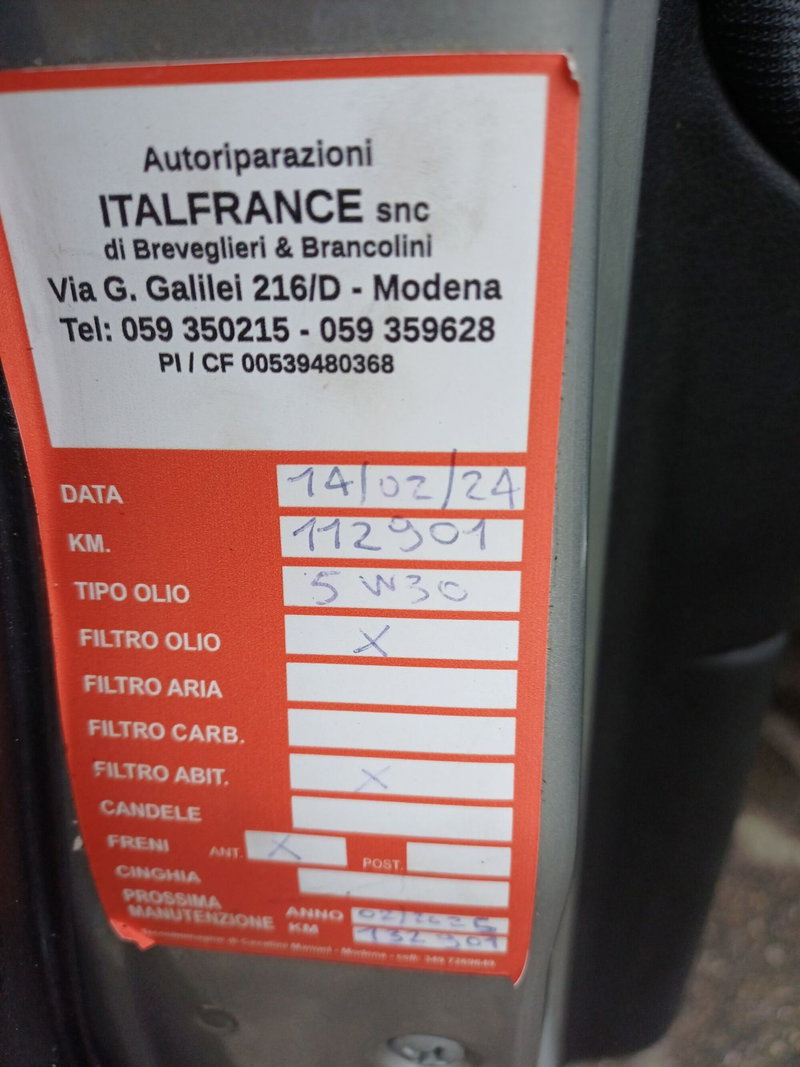 Autoriparazioni
ITALFRANCE snc
di Breveglieri & Brancolini
Via G. Galilei 216/D - Modena
Tel: 059 350215 - 059 359628
PI / CF 00539480368
DATA 14/02/24
KM. 112901
TIPO OLIO 5W30
FILTRO OLIO X
FILTRO ARIA
FILTRO CARB.
FILTRO ABIT. X
CANDELE
FRENI ANT. X POST.
CINGHIA
PROSSIMA
MANUTENZIONE ANNO
KM 132901